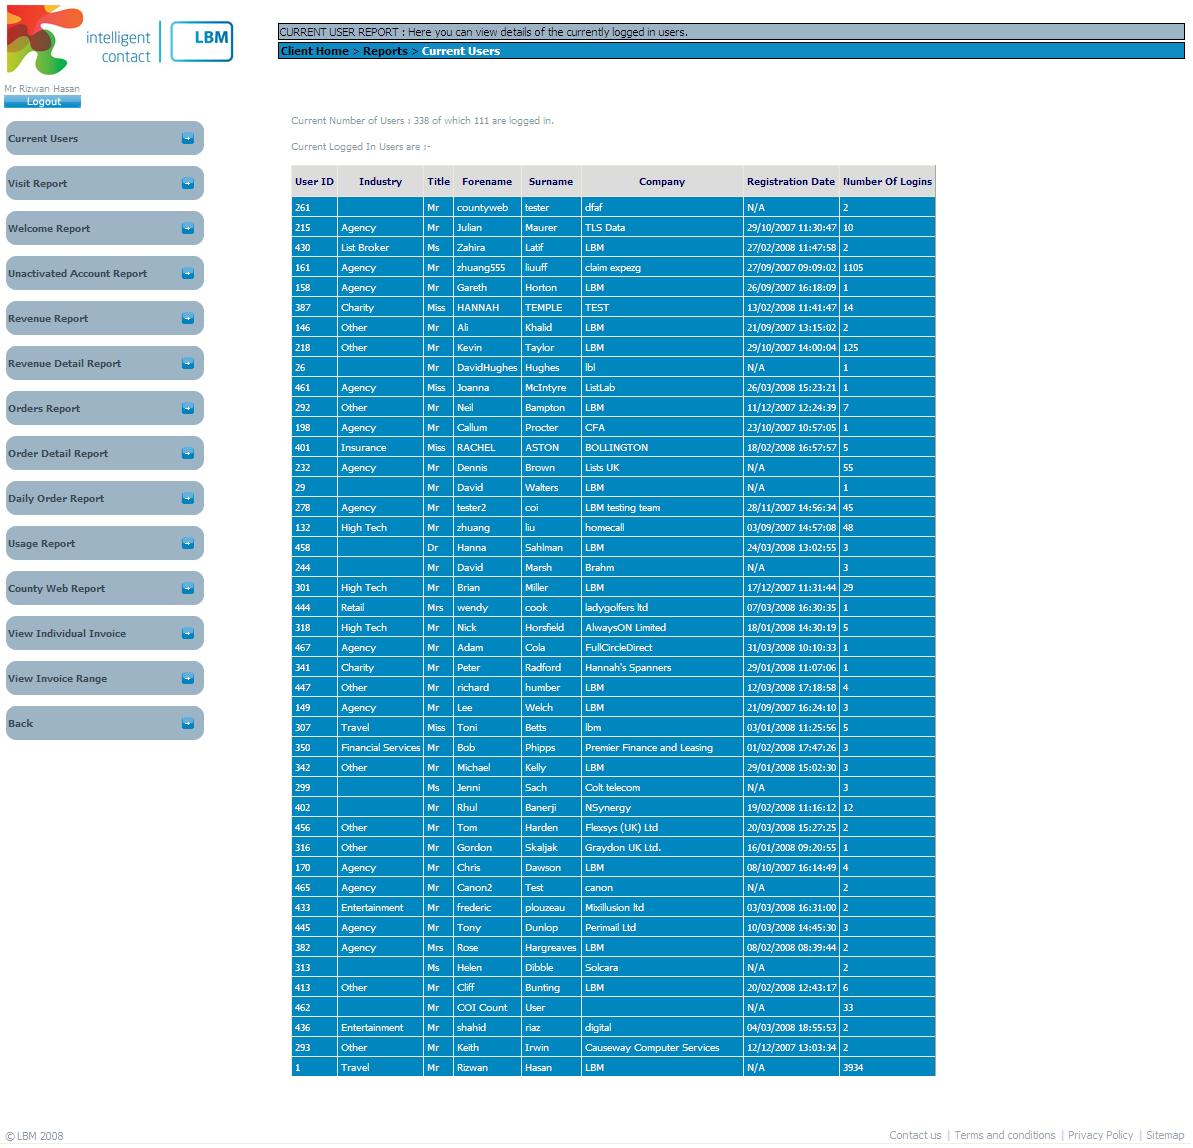 intelligent
contact
LBM
CURRENT USER REPORT : Here you can view details of the currently logged in users.
Client Home > Reports > Current Users
Mr Rizwan Hasan
Logout
Current Users
Visit Report
Welcome Report
Unactivated Account Report
Revenue Report
Revenue Detail Report
Orders Report
Order Detail Report
Daily Order Report
Usage Report
County Web Report
View Individual Invoice
View Invoice Range
Back
Current Number of Users : 338 of which 111 are logged in.
Current Logged In Users are :-
User ID Industry Title Forename Surname Company Registration Date Number Of Logins
261 Mr countyweb tester dfaf N/A 2
215 Agency Mr Julian Maurer TLS Data 29/10/2007 11:30:47 10
430 List Broker Ms Zahira Latif LBM 27/02/2008 11:47:58 2
161 Agency Mr zhuang555 liuuff claim expezg 27/09/2007 09:09:02 1105
158 Agency Mr Gareth Horton LBM 26/09/2007 16:18:09 1
387 Charity Miss HANNAH TEMPLE TEST 13/02/2008 11:41:47 14
146 Other Mr Ali Khalid LBM 21/09/2007 13:15:02 2
218 Other Mr Kevin Taylor LBM 29/10/2007 14:00:04 125
26 Mr DavidHughes Hughes lbl N/A 1
461 Agency Miss Joanna McIntyre ListLab 26/03/2008 15:23:21 1
292 Other Mr Neil Bampton LBM 11/12/2007 12:24:39 7
198 Agency Mr Callum Procter CFA 23/10/2007 10:57:05 1
401 Insurance Miss RACHEL ASTON BOLLINGTON 18/02/2008 16:57:57 5
232 Agency Mr Dennis Brown Lists UK N/A 55
29 Mr David Walters LBM N/A 1
278 Agency Mr tester2 coi LBM testing team 28/11/2007 14:56:34 45
132 High Tech Mr zhuang liu homecall 03/09/2007 14:57:08 48
458 Dr Hanna Sahlman LBM 24/03/2008 13:02:55 3
244 Mr David Marsh Brahm N/A 3
301 High Tech Mr Brian Miller LBM 17/12/2007 11:31:44 29
444 Retail Mrs wendy cook ladygolfers ltd 07/03/2008 16:30:35 1
318 High Tech Mr Nick Horsfield AlwaysON Limited 18/01/2008 14:30:19 5
467 Agency Mr Adam Cola FullCircleDirect 31/03/2008 10:10:33 1
341 Charity Mr Peter Radford Hannah's Spanners 29/01/2008 11:07:06 1
447 Other Mr richard humber LBM 12/03/2008 17:18:58 4
149 Agency Mr Lee Welch LBM 21/09/2007 16:24:10 3
307 Travel Miss Toni Betts lbm 03/01/2008 11:25:56 5
350 Financial Services Mr Bob Phipps Premier Finance and Leasing 01/02/2008 17:47:26 3
342 Other Mr Michael Kelly LBM 29/01/2008 15:02:30 3
299 Ms Jenni Sach Colt telecom N/A 3
402 Mr Rhul Banerji NSynergy 19/02/2008 11:16:12 12
456 Other Mr Tom Harden Flexsys (UK) Ltd 20/03/2008 15:27:25 2
316 Other Mr Gordon Skaljak Graydon UK Ltd. 16/01/2008 09:20:55 1
170 Agency Mr Chris Dawson LBM 08/10/2007 16:14:49 4
465 Agency Mr Canon2 Test canon N/A 2
433 Entertainment Mr frederic plouzeau Mixillusion ltd 03/03/2008 16:31:00 2
445 Agency Mr Tony Dunlop Perimail Ltd 10/03/2008 14:45:30 3
382 Agency Mrs Rose Hargreaves LBM 08/02/2008 08:39:44 2
313 Ms Helen Dibble Solcara N/A 2
413 Other Mr Cliff Bunting LBM 20/02/2008 12:43:17 6
462 Mr COI Count User N/A 33
436 Entertainment Mr shahid riaz digital 04/03/2008 18:55:53 2
293 Other Mr Keith Irwin Causeway Computer Services 12/12/2007 13:03:34 2
1 Travel Mr Rizwan Hasan LBM N/A 3934
© LBM 2008
Contact us | Terms and conditions | Privacy Policy | Sitemap